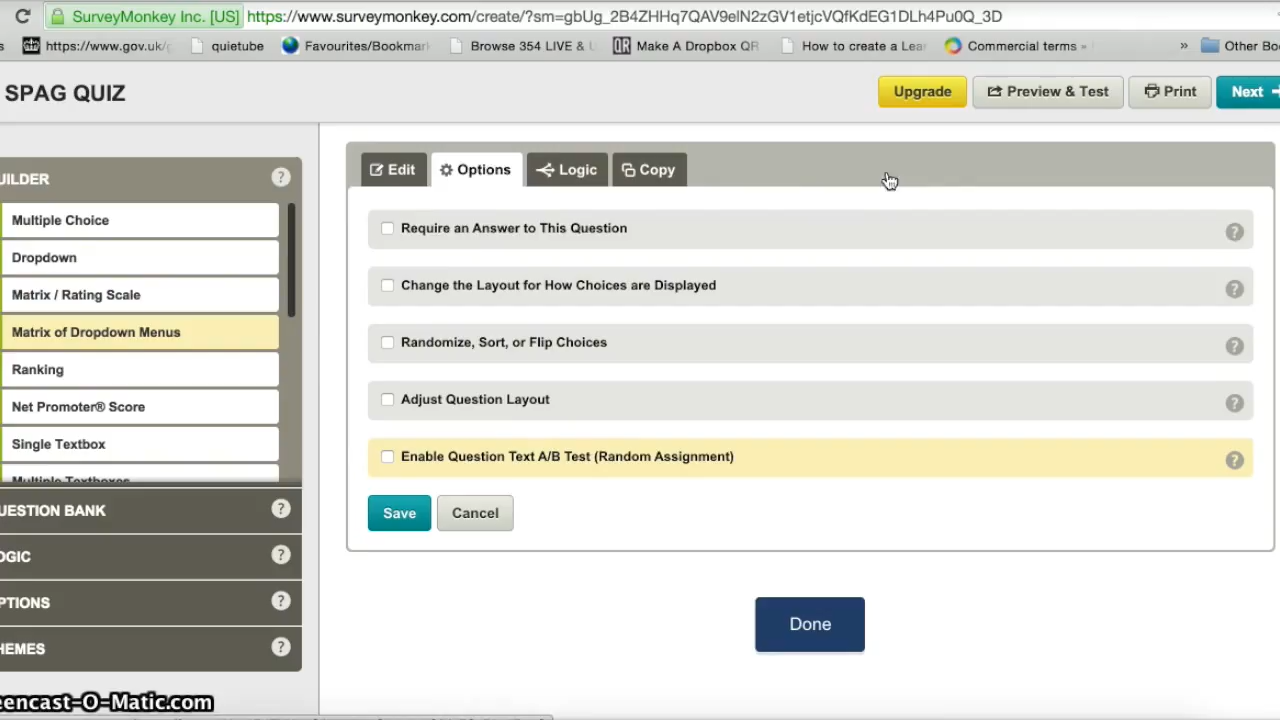 SurveyMonkey Inc. [US] https://www.surveymonkey.com/create/?sm=gbUg_2B4ZHHq7QAV9elN2zGV1etjcVQfKdEG1DLh4Pu0Q_3D
s https://www.gov.uk/g quietube Favourites/Bookmar Browse 354 LIVE & U QR Make A Dropbox QR How to create a Lea Commercial terms » Other Bo
SPAG QUIZ
Upgrade Preview & Test Print Next
UILDER ?
Edit Options Logic Copy
Multiple Choice
Dropdown
Matrix / Rating Scale
Matrix of Dropdown Menus
Ranking
Net Promoter® Score
Single Textbox
Multiple Textboxes
UESTION BANK ?
OGIC ?
PTIONS ?
HEMES ?
Require an Answer to This Question ?
Change the Layout for How Choices are Displayed ?
Randomize, Sort, or Flip Choices ?
Adjust Question Layout ?
Enable Question Text A/B Test (Random Assignment) ?
Save Cancel
Done
eencast-O-Matic.com